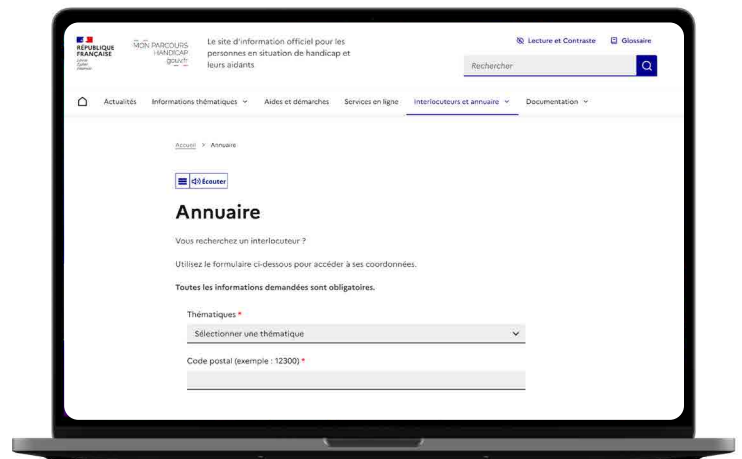 RÉPUBLIQUE
FRANÇAISE
Liberté
Égalité
Fraternité
MON PARCOURS
HANDICAP
gouv.fr
Le site d'information officiel pour les
personnes en situation de handicap et
leurs aidants
Lecture et Contraste
Glossaire
Rechercher
Actualités
Informations thématiques
Aides et démarches
Services en ligne
Interlocuteurs et annuaire
Documentation
Accueil > Annuaire
Écouter
Annuaire
Vous recherchez un interlocuteur ?
Utilisez le formulaire ci-dessous pour accéder à ses coordonnées.
Toutes les informations demandées sont obligatoires.
Thématiques *
Sélectionner une thématique
Code postal (exemple : 12300) *